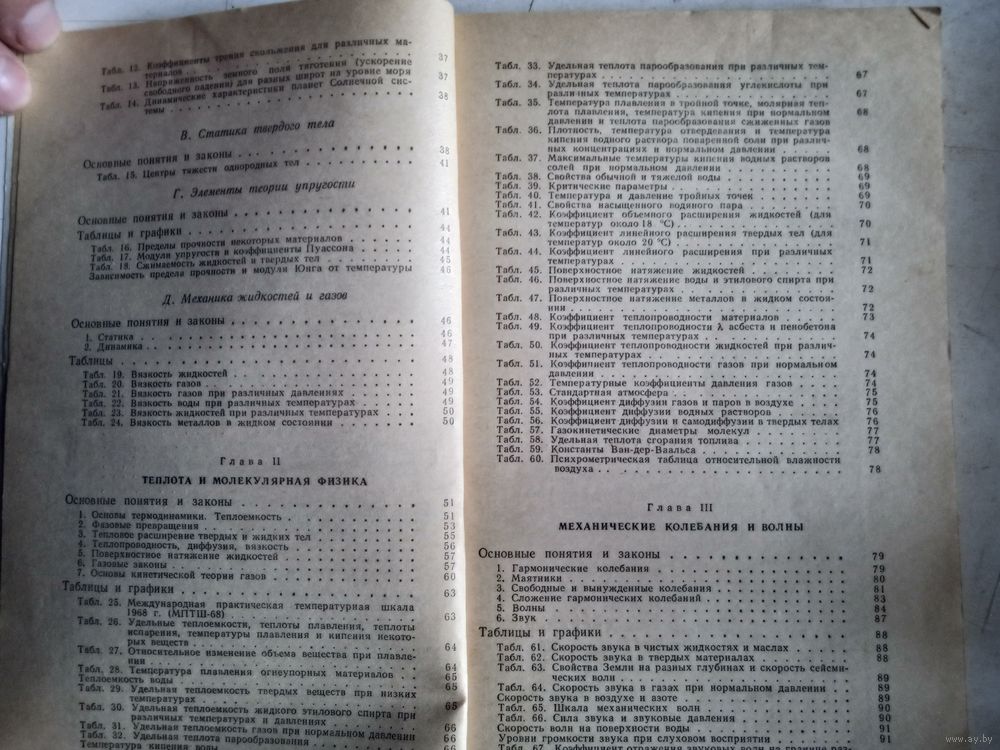 Табл. 12. Коэффициенты трения скольжения для различных ма-
териалов . . . 37
Табл. 13. Напряженность земного поля тяготения (ускорение
свободного падения) для разных широт на уровне моря 37
Табл. 14. Динамические характеристики планет Солнечной сис-
темы . . . 38
В. Статика твердого тела
Основные понятия и законы . . . 38
Табл. 15. Центры тяжести однородных тел . . . 41
Г. Элементы теории упругости
Основные понятия и законы . . . 41
Таблицы и графики . . . 44
Табл. 16. Пределы прочности некоторых материалов . . . 44
Табл. 17. Модули упругости и коэффициенты Пуассона . . . 44
Табл. 18. Сжимаемость жидкостей и твердых тел . . . 45
Зависимость предела прочности и модуля Юнга от температуры 46
Д. Механика жидкостей и газов
Основные понятия и законы . . . 46
1. Статика . . . 46
2. Динамика . . . 47
Таблицы . . . 48
Табл. 19. Вязкость жидкостей . . . 48
Табл. 20. Вязкость газов . . . 49
Табл. 21. Вязкость газов при различных давлениях . . . 49
Табл. 22. Вязкость воды при различных температурах . . . 49
Табл. 23. Вязкость жидкостей при различных температурах . . . 50
Табл. 24. Вязкость металлов в жидком состоянии . . . 50
Глава II
ТЕПЛОТА И МОЛЕКУЛЯРНАЯ ФИЗИКА
Основные понятия и законы . . . 51
1. Основы термодинамики. Теплоемкость . . . 51
2. Фазовые превращения . . . 53
3. Тепловое расширение твердых и жидких тел . . . 55
4. Теплопроводность, диффузия, вязкость . . . 56
5. Поверхностное натяжение жидкостей . . . 57
6. Газовые законы . . . 57
7. Основы кинетической теории газов . . . 60
Таблицы и графики . . . 63
Табл. 25. Международная практическая температурная шкала
1968 г. (МПТШ-68) . . . 63
Табл. 26. Удельные теплоемкости, теплоты плавления, теплоты
испарения, температуры плавления и кипения некото-
рых веществ . . . 64
Табл. 27. Относительное изменение объема вещества при плавле-
нии . . . 64
Табл. 28. Температура плавления огнеупорных материалов . . . 65
Теплоемкость воды . . . 65
Табл. 29. Удельная теплоемкость твердых веществ при низких
температурах . . . 65
Табл. 30. Удельная теплоемкость жидкого этилового спирта при
различных температурах и давлениях . . . 66
Табл. 31. Удельная теплоемкость газов при нормальном давлении 66
Табл. 32. Удельная теплота парообразования
Температура кипения воды
Табл. 33. Удельная теплота парообразования при различных тем-
пературах . . . 67
Табл. 34. Удельная теплота парообразования углекислоты при
различных температурах . . . 67
Табл. 35. Температура плавления в тройной точке, молярная теп-
лота плавления, температура кипения при нормальном
давлении и теплота парообразования сжиженных газов 68
Табл. 36. Плотность, температура отвердевания и температура
кипения водного раствора поваренной соли при различ-
ных концентрациях и нормальном давлении . . . 68
Табл. 37. Максимальные температуры кипения водных растворов
солей при нормальном давлении . . . 68
Табл. 38. Свойства обычной и тяжелой воды . . . 69
Табл. 39. Критические параметры . . . 69
Табл. 40. Температура и давление тройных точек . . . 69
Табл. 41. Свойства насыщенного водяного пара . . . 70
Табл. 42. Коэффициент объемного расширения жидкостей (для
температур около 18 °С) . . . 70
Табл. 43. Коэффициент линейного расширения твердых тел (для
температур около 20 °С) . . . 71
Табл. 44. Коэффициент линейного расширения при различных
температурах . . . 71
Табл. 45. Поверхностное натяжение жидкостей . . . 72
Табл. 46. Поверхностное натяжение воды и этилового спирта при
различных температурах . . . 72
Табл. 47. Поверхностное натяжение металлов в жидком состоя-
нии . . . 72
Табл. 48. Коэффициент теплопроводности материалов . . . 73
Табл. 49. Коэффициент теплопроводности λ асбеста и пенобетона
при различных температурах . . . 74
Табл. 50. Коэффициент теплопроводности жидкостей при различ-
ных температурах . . . 74
Табл. 51. Коэффициент теплопроводности газов при нормальном
давлении . . . 74
Табл. 52. Температурные коэффициенты давления газов . . . 74
Табл. 53. Стандартная атмосфера . . . 75
Табл. 54. Коэффициент диффузии газов и паров в воздухе . . . 75
Табл. 55. Коэффициент диффузии водных растворов . . . 76
Табл. 56. Коэффициент диффузии и самодиффузии в твердых телах 76
Табл. 57. Газокинетические диаметры молекул . . . 77
Табл. 58. Удельная теплота сгорания топлива . . . 77
Табл. 59. Константы Ван-дер-Ваальса . . . 78
Табл. 60. Психрометрическая таблица относительной влажности
воздуха . . . 78
Глава III
МЕХАНИЧЕСКИЕ КОЛЕБАНИЯ И ВОЛНЫ
Основные понятия и законы . . . 79
1. Гармонические колебания . . . 79
2. Маятники . . . 80
3. Свободные и вынужденные колебания . . . 81
4. Сложение гармонических колебаний . . . 83
5. Волны . . . 84
6. Звук . . . 87
Таблицы и графики . . . 88
Табл. 61. Скорость звука в чистых жидкостях и маслах . . . 88
Табл. 62. Скорость звука в твердых материалах . . . 88
Табл. 63. Свойства Земли на разных глубинах и скорость сейсми-
ческих волн . . . 89
Табл. 64. Скорость звука в газах при нормальном давлении . . . 89
Скорость звука в воздухе и азоте . . . 89
Табл. 65. Шкала механических волн . . . 90
Табл. 66. Сила звука и звуковые давления . . . 90
Скорость волн на поверхности воды . . . 91
Уровни громкости звука при слуховом восприятии . . . 91
Табл. 67. Коэффициент отражения звуковых волн на
www.ay.by